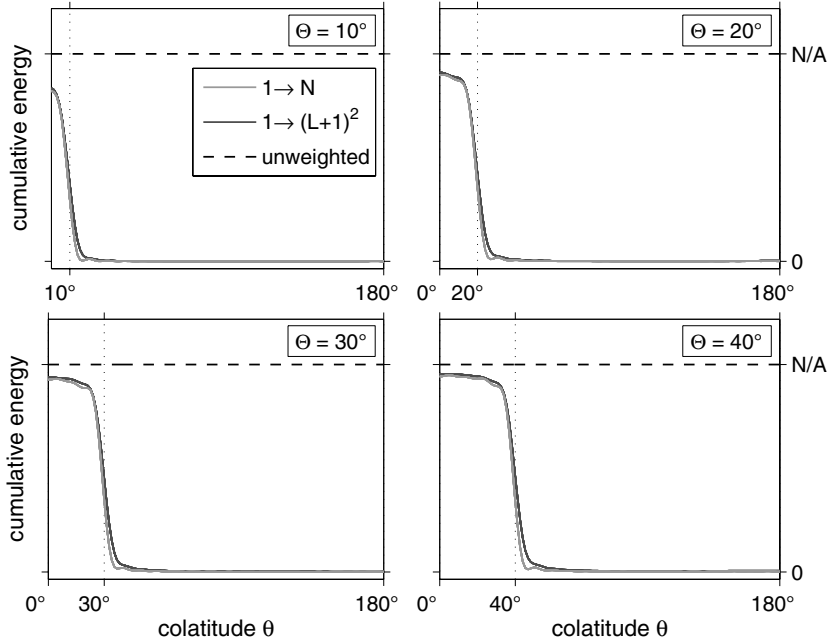 Θ = 10°
cumulative energy
1→ N
1→ (L+1)²
unweighted
10°
180°
Θ = 20°
N/A
0
0°
20°
180°
Θ = 30°
cumulative energy
0°
30°
180°
colatitude θ
Θ = 40°
N/A
0
0°
40°
180°
colatitude θ